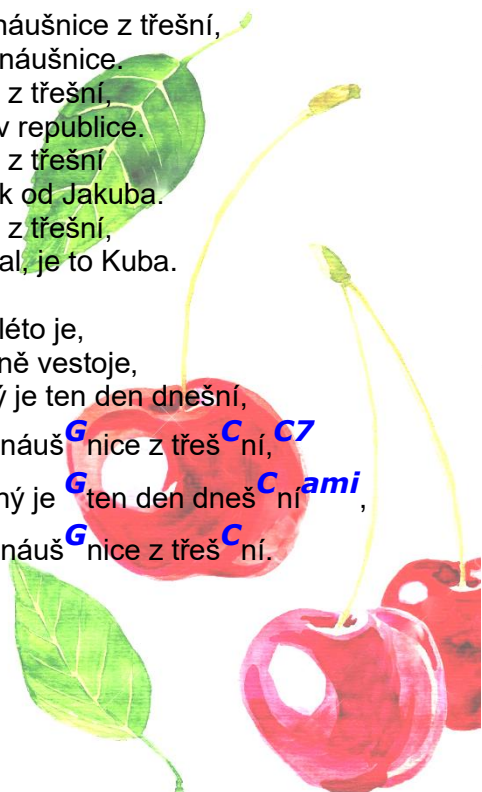 náušnice z třešní,
náušnice.
z třešní,
v republice.
z třešní
k od Jakuba.
z třešní,
al, je to Kuba.
léto je,
ně vestoje,
ý je ten den dnešní,
náušGnice z třešCní,C7
ný je Gten den dnešCníami,
náušGnice z třešCní.